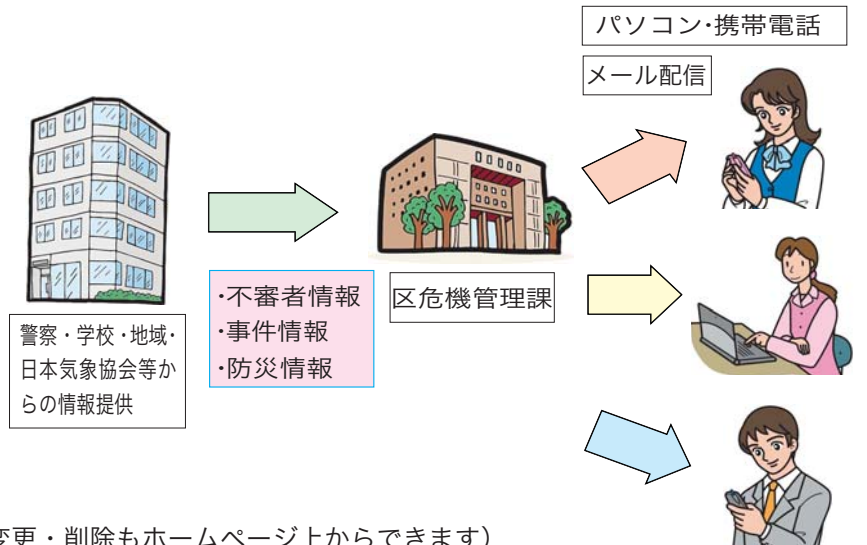 パソコン・携帯電話
メール配信
・不審者情報
・事件情報
・防災情報
区危機管理課
警察・学校・地域・
日本気象協会等か
らの情報提供
変更・削除もホームページ上からできます）